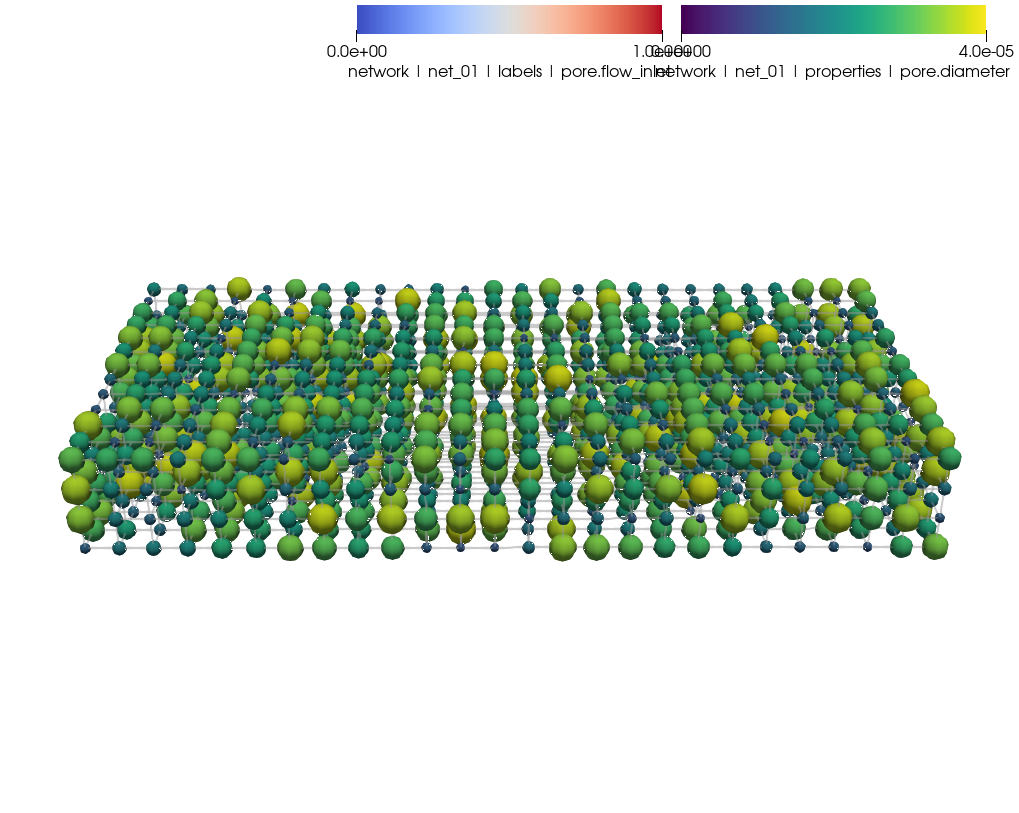 0.0e+00 1.0e+00 0.0e+00 4.0e-05
network | net_01 | labels | pore.flow_inlet network | net_01 | properties | pore.diameter